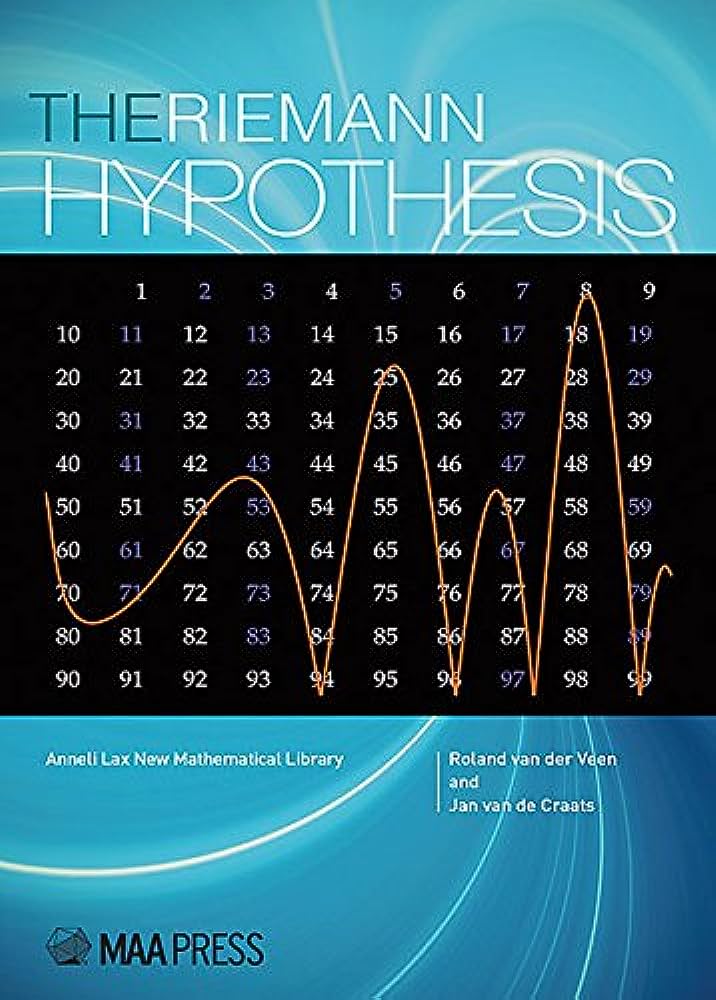 THERIEMANN
HYPOTHESIS
1 2 3 4 5 6 7 8 9
10 11 12 13 14 15 16 17 18 19
20 21 22 23 24 25 26 27 28 29
30 31 32 33 34 35 36 37 38 39
40 41 42 43 44 45 46 47 48 49
50 51 52 53 54 55 56 57 58 59
60 61 62 63 64 65 66 67 68 69
70 71 72 73 74 75 76 77 78 79
80 81 82 83 84 85 86 87 88 89
90 91 92 93 94 95 96 97 98 99
Anneli Lax New Mathematical Library
Roland van der Veen
and
Jan van de Craats
MAA PRESS